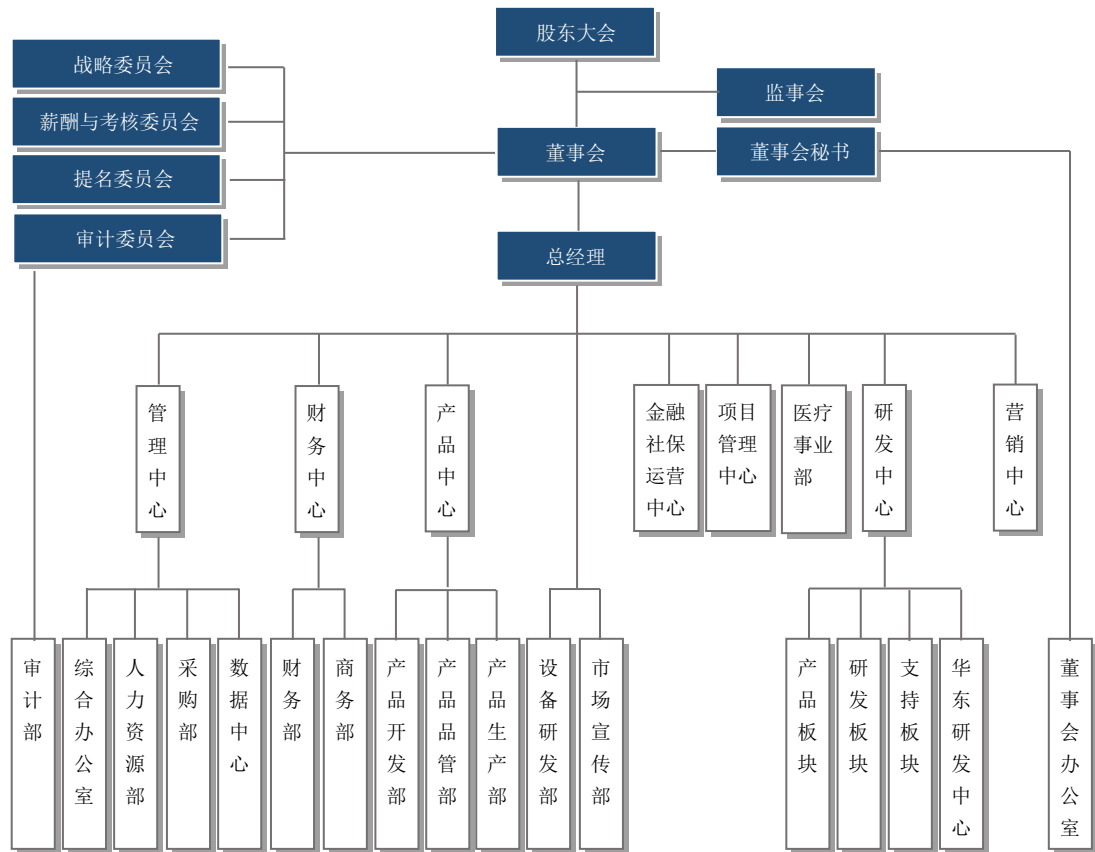 股东大会
战略委员会
监事会
薪酬与考核委员会
董事会
董事会秘书
提名委员会
审计委员会
总经理
管理中心
财务中心
产品中心
金融
社保
运营
中心
项目
管理
中心
医疗
事业
部
研发中心
营销中心
审计部
综合办公室
人力资源部
采购部
数据中心
财务部
商务部
产品开发部
产品品管部
产品生产部
设备研发部
市场宣传部
产品板块
研发板块
支持板块
华东研发中心
董事会办公室